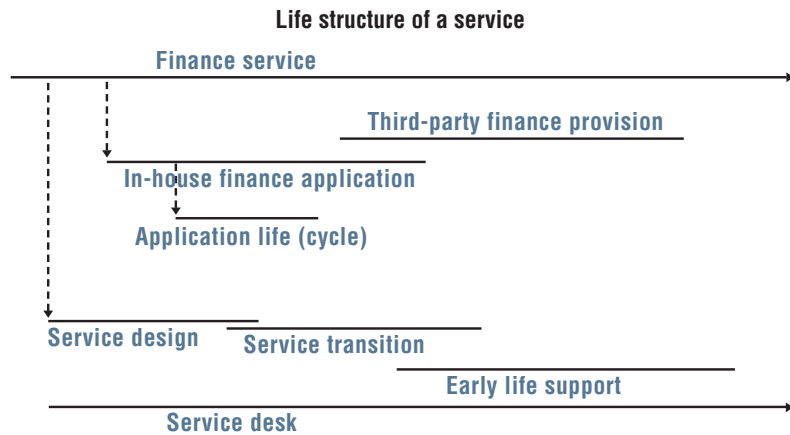 Life structure of a service
Finance service
Third-party finance provision
In-house finance application
Application life (cycle)
Service design
Service transition
Early life support
Service desk